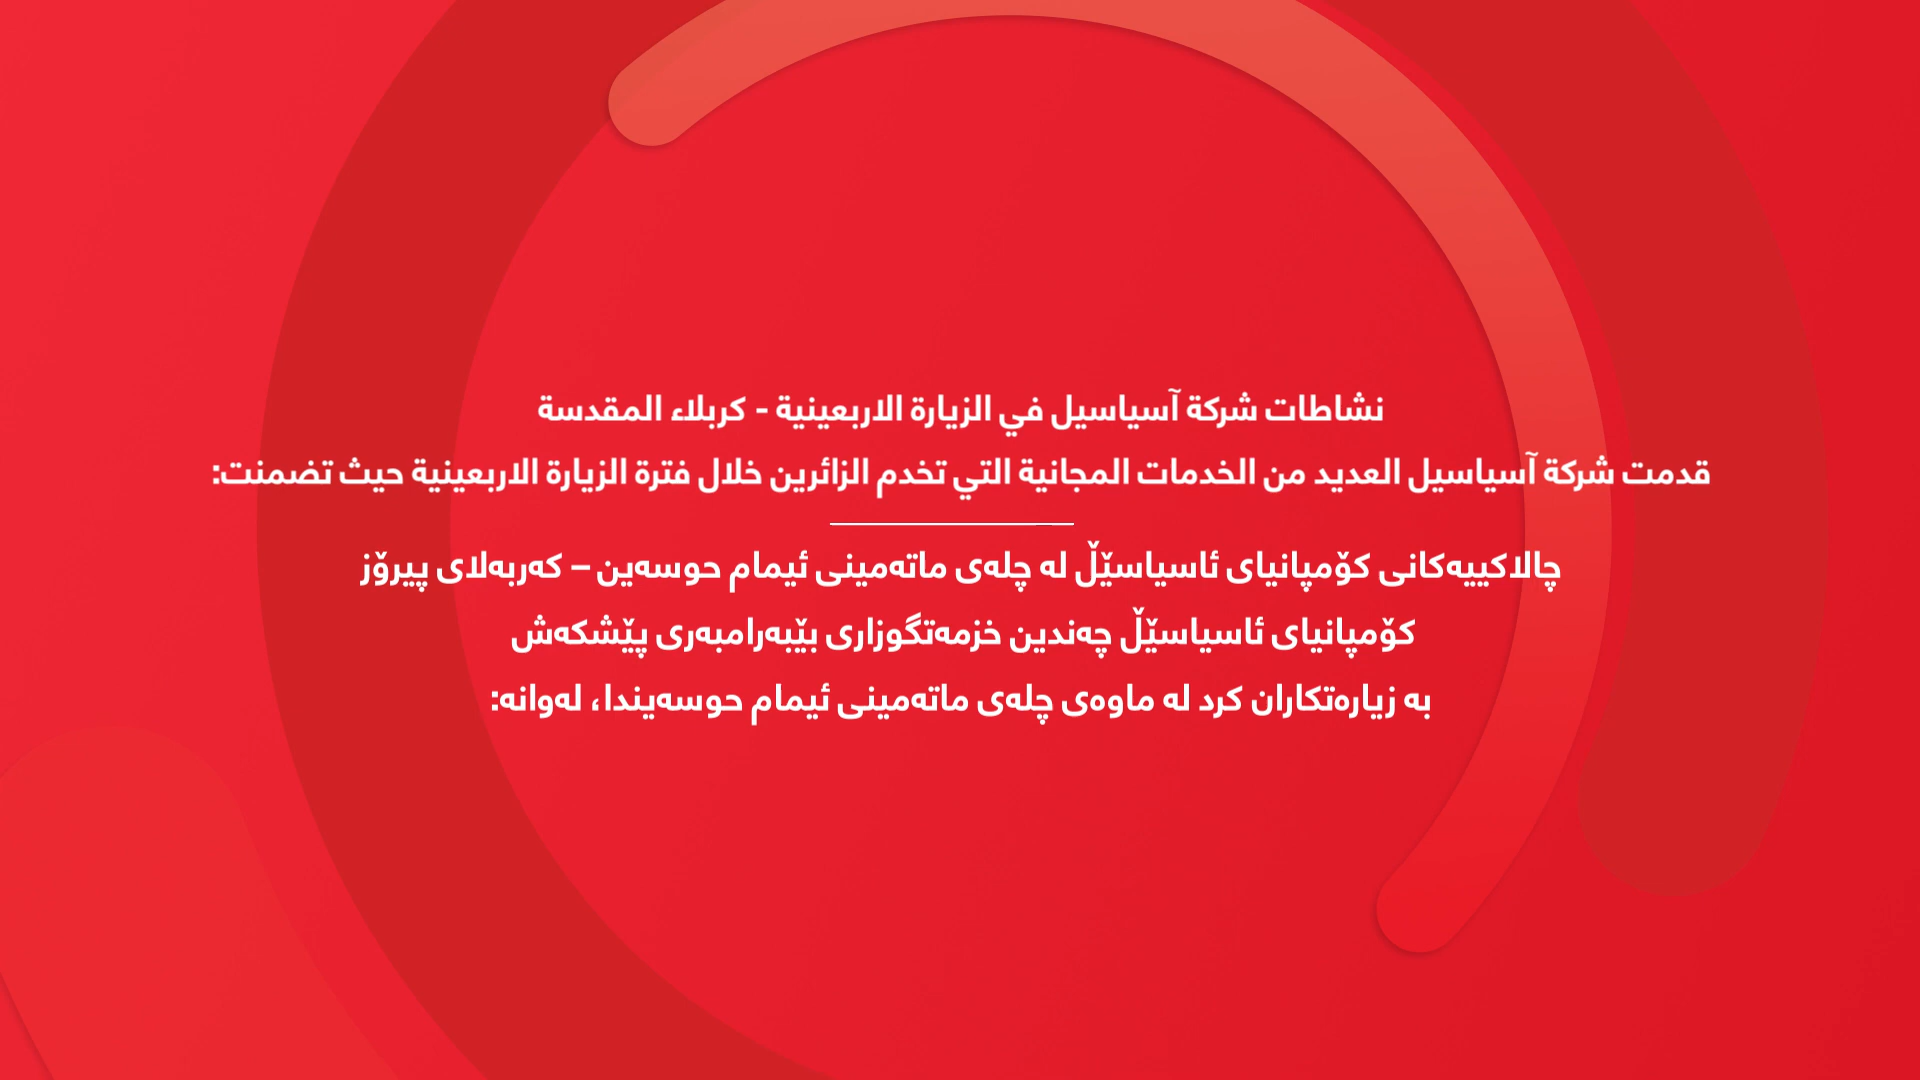 نشاطات شركة آسياسيل في الزيارة الاربعينية - كربلاء المقدسة
قدمت شركة آسياسيل العديد من الخدمات المجانية التي تخدم الزائرين خلال فترة الزيارة الاربعينية حيث تضمنت:
چالاکییەکانی کۆمپانیای ئاسیاسێڵ لە چلەی ماتەمینی ئیمام حوسەین – کەربەلای پیرۆز
کۆمپانیای ئاسیاسێڵ چەندین خزمەتگوزاری بێبەرامبەری پێشکەش
بە زیارەتکاران کرد لە ماوەی چلەی ماتەمینی ئیمام حوسەیندا، لەوانە: